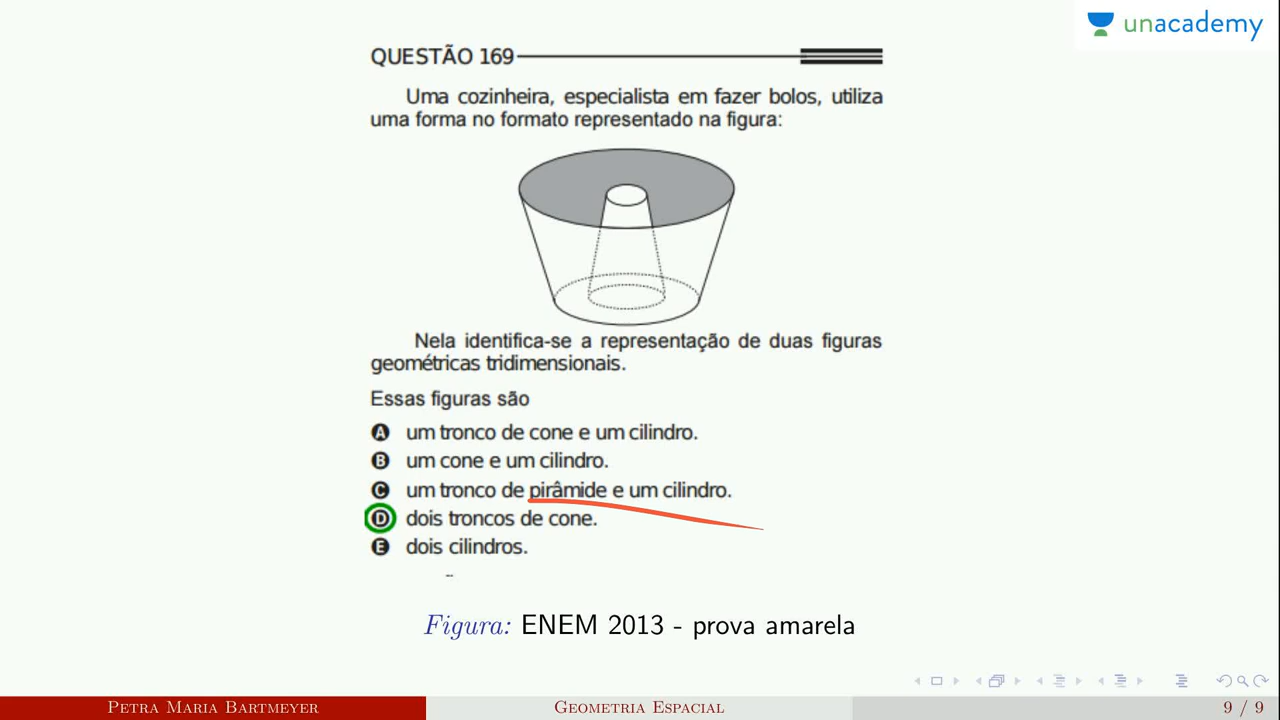 unacademy
QUESTÃO 169
Uma cozinheira, especialista em fazer bolos, utiliza
uma forma no formato representado na figura:
Nela identifica-se a representação de duas figuras
geométricas tridimensionais.
Essas figuras são
A um tronco de cone e um cilindro.
B um cone e um cilindro.
C um tronco de pirâmide e um cilindro.
D dois troncos de cone.
E dois cilindros.
Figura: ENEM 2013 - prova amarela
PETRA MARIA BARTMEYER
GEOMETRIA ESPACIAL
9 / 9